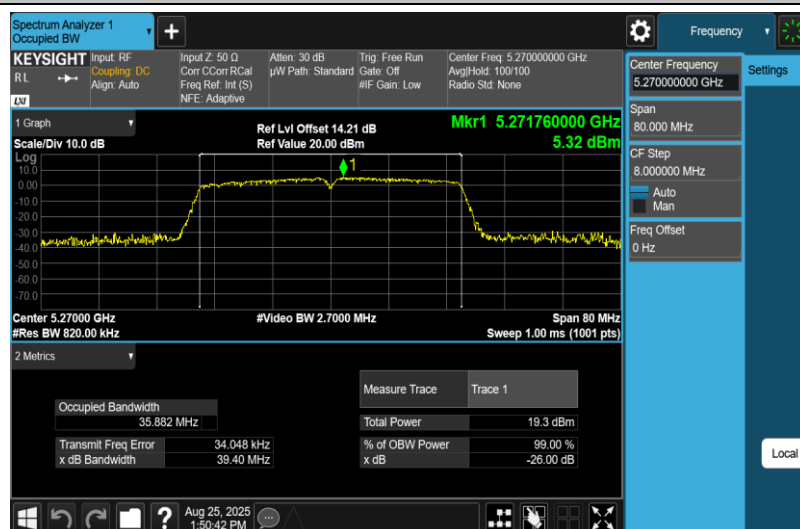 Spectrum Analyzer 1
Occupied BW
+
Frequency
KEYSIGHT Input: RF Input Z: 50 Ω Atten: 30 dB Trig: Free Run Center Freq: 5.270000000 GHz
RL Coupling: DC Corr CCorr RCal µW Path: Standard Gate: Off Avg|Hold: 100/100
Align: Auto Freq Ref: Int (S) #IF Gain: Low Radio Std: None
LXI NFE: Adaptive
Center Frequency
5.270000000 GHz
Settings
Span
80.000 MHz
CF Step
8.000000 MHz
Auto
Man
Freq Offset
0 Hz
Local
1 Graph
Ref Lvl Offset 14.21 dB Mkr1 5.271760000 GHz
Scale/Div 10.0 dB Ref Value 20.00 dBm 5.32 dBm
Log
1
10.0
0.00
-10.0
-20.0
-30.0
-40.0
-50.0
-60.0
-70.0
Center 5.27000 GHz #Video BW 2.7000 MHz Span 80 MHz
#Res BW 820.00 kHz Sweep 1.00 ms (1001 pts)
2 Metrics
Measure Trace Trace 1
Occupied Bandwidth
35.882 MHz Total Power 19.3 dBm
Transmit Freq Error 34.048 kHz % of OBW Power 99.00 %
x dB Bandwidth 39.40 MHz x dB -26.00 dB
? Aug 25, 2025
1:50:42 PM